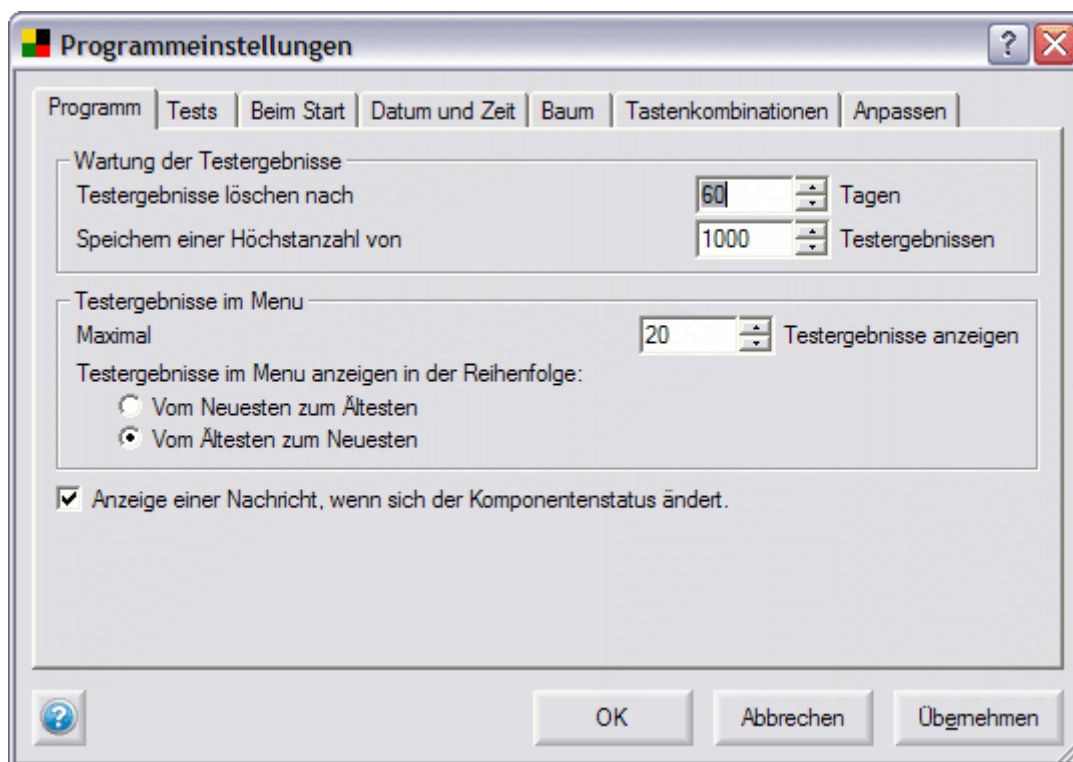 Programmeinstellungen
Programm Tests Beim Start Datum und Zeit Baum Tastenkombinationen Anpassen
Wartung der Testergebnisse
Testergebnisse löschen nach 60 Tagen
Speichern einer Höchstanzahl von 1000 Testergebnissen
Testergebnisse im Menu
Maximal 20 Testergebnisse anzeigen
Testergebnisse im Menu anzeigen in der Reihenfolge:
Vom Neuesten zum Ältesten
Vom Ältesten zum Neuesten
Anzeige einer Nachricht, wenn sich der Komponentenstatus ändert.
OK Abbrechen Übernehmen